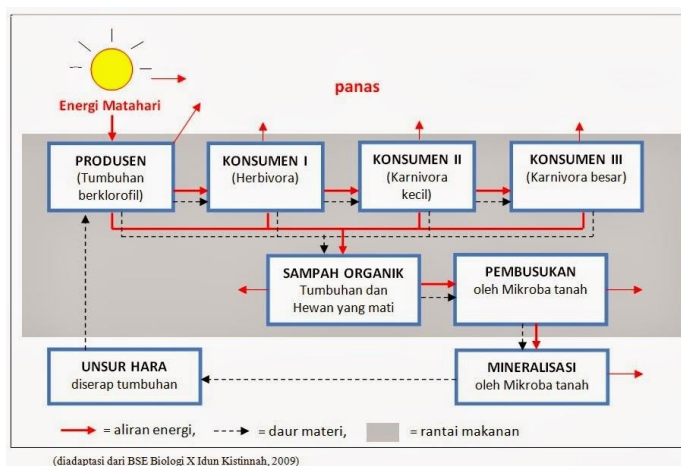 panas
Energi Matahari
PRODUSEN
(Tumbuhan
berklorofil)
KONSUMEN I
(Herbivora)
KONSUMEN II
(Karnivora
kecil)
KONSUMEN III
(Karnivora besar)
SAMPAH ORGANIK
Tumbuhan dan
Hewan yang mati
PEMBUSUKAN
oleh Mikroba tanah
UNSUR HARA
diserap tumbuhan
MINERALISASI
oleh Mikroba tanah
= aliran energi,
= daur materi,
= rantai makanan
(diadaptasi dari BSE Biologi X Idun Kistinnah, 2009)